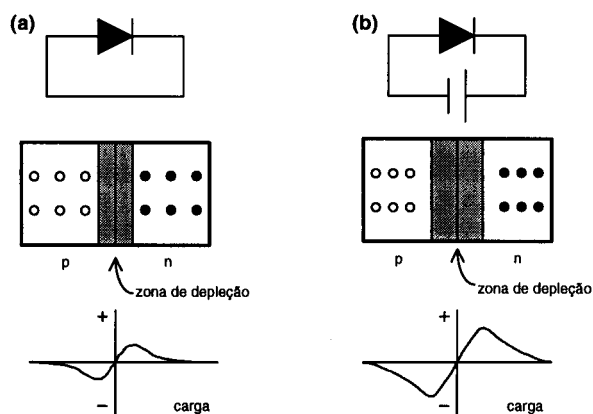 (a)
p n
zona de depleção
+
− carga
(b)
p n
zona de depleção
+
− carga